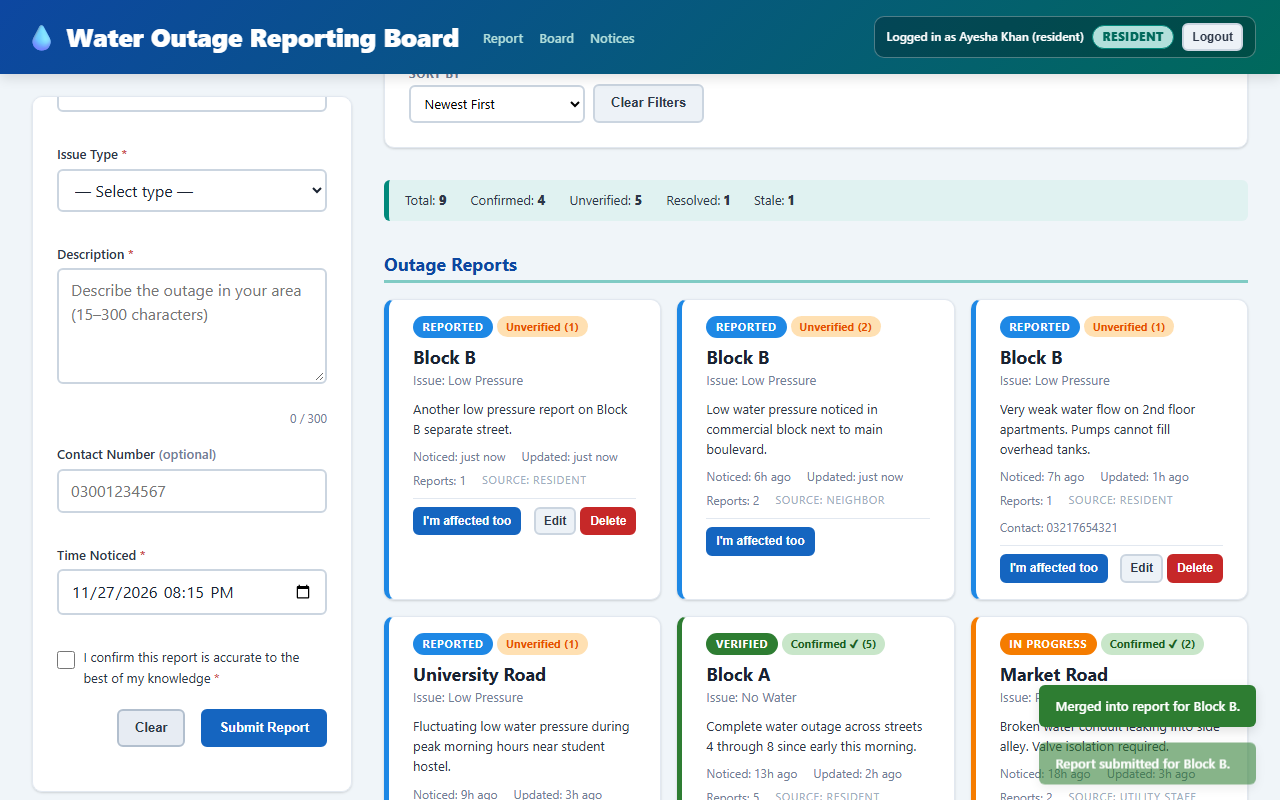 Water Outage Reporting Board
Report Board Notices
Logged in as Ayesha Khan (resident) RESIDENT Logout
Issue Type *
— Select type —
Description *
Describe the outage in your area
(15–300 characters)
0 / 300
Contact Number (optional)
03001234567
Time Noticed *
11/27/2026 08:15 PM
I confirm this report is accurate to the
best of my knowledge *
Clear Submit Report
SORT BY
Newest First Clear Filters
Total: 9 Confirmed: 4 Unverified: 5 Resolved: 1 Stale: 1
Outage Reports
REPORTED Unverified (1)
Block B
Issue: Low Pressure
Another low pressure report on Block
B separate street.
Noticed: just now Updated: just now
Reports: 1 SOURCE: RESIDENT
I'm affected too Edit Delete
REPORTED Unverified (2)
Block B
Issue: Low Pressure
Low water pressure noticed in
commercial block next to main
boulevard.
Noticed: 6h ago Updated: just now
Reports: 2 SOURCE: NEIGHBOR
I'm affected too
REPORTED Unverified (1)
Block B
Issue: Low Pressure
Very weak water flow on 2nd floor
apartments. Pumps cannot fill
overhead tanks.
Noticed: 7h ago Updated: 1h ago
Reports: 1 SOURCE: RESIDENT
Contact: 03217654321
I'm affected too Edit Delete
REPORTED Unverified (1)
University Road
Issue: Low Pressure
Fluctuating low water pressure during
peak morning hours near student
hostel.
Noticed: 9h ago Updated: 3h ago
VERIFIED Confirmed ✓ (5)
Block A
Issue: No Water
Complete water outage across streets
4 through 8 since early this morning.
Noticed: 13h ago Updated: 2h ago
Reports: 5 SOURCE: RESIDENT
IN PROGRESS Confirmed ✓ (2)
Market Road
Issue:
Broken water conduit leaking into side
alley. Valve isolation required.
Noticed: 18h ago Updated: 3h ago
Reports: 2 SOURCE: UTILITY STAFF
Merged into report for Block B.
Report submitted for Block B.